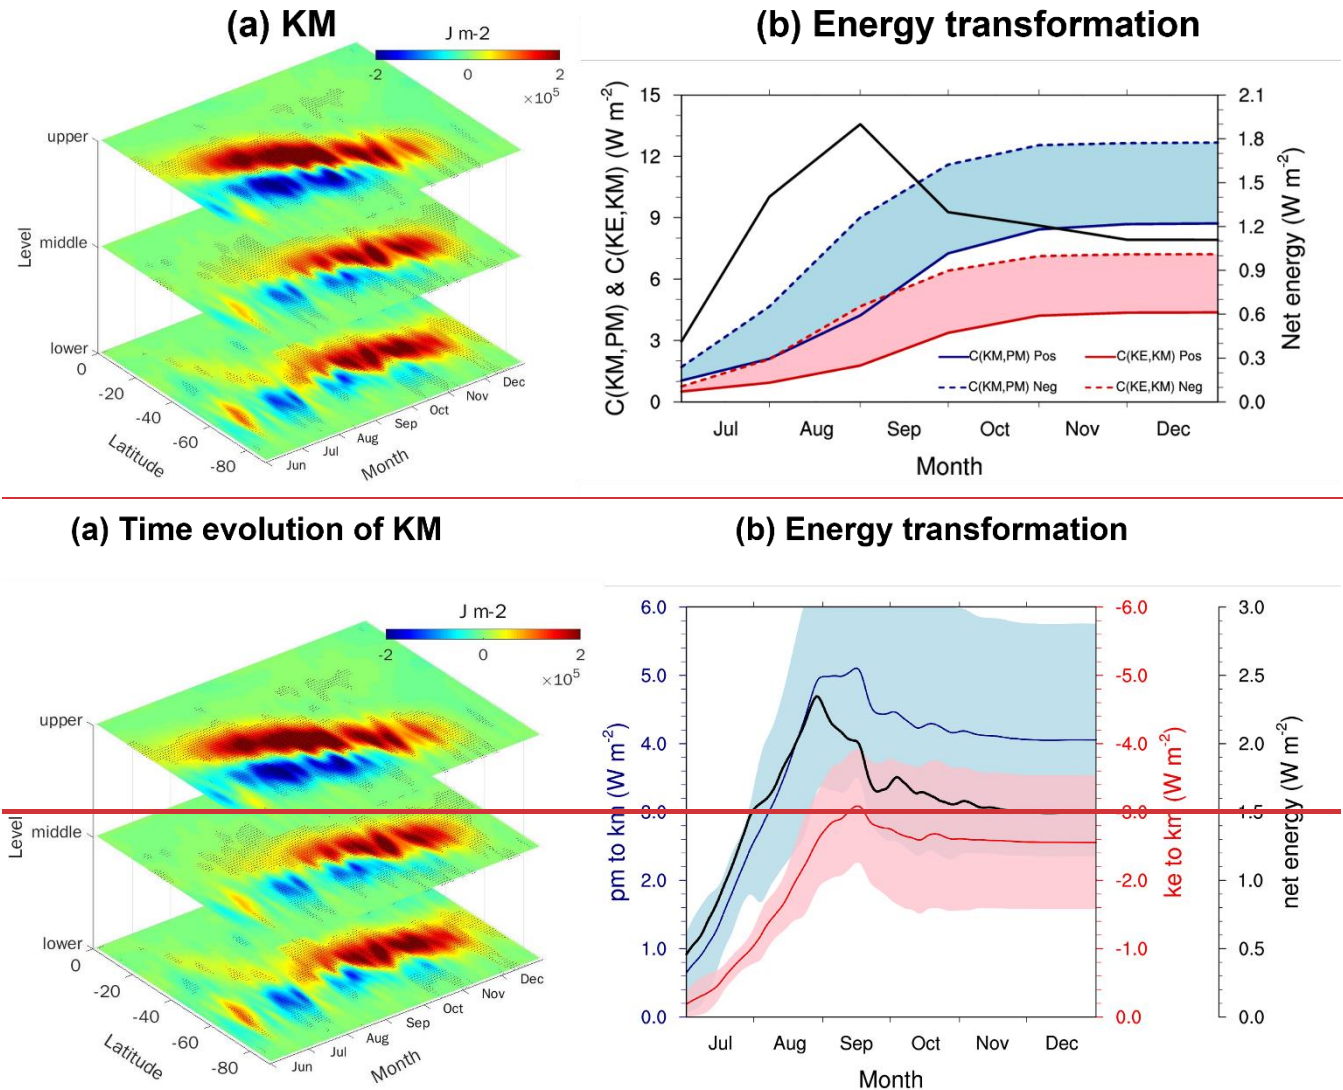 (a) KM
J m-2
-2 0 2
×10⁵
upper
middle
lower
Level
0
-20
-40
-60
-80
Latitude
Jun
Jul
Aug
Sep
Oct
Nov
Dec
Month
(b) Energy transformation
C(KM,PM) & C(KE,KM) (W m⁻²)
15
12
9
6
3
0
C(KM,PM) Pos
C(KE,KM) Pos
C(KM,PM) Neg
C(KE,KM) Neg
2.1
1.8
1.5
1.2
0.9
0.6
0.3
0.0
Net energy (W m⁻²)
Jul Aug Sep Oct Nov Dec
Month
(a) Time evolution of KM
J m-2
-2 0 2
×10⁵
upper
middle
lower
Level
0
-20
-40
-60
-80
Latitude
Jun
Jul
Aug
Sep
Oct
Nov
Dec
Month
(b) Energy transformation
pm to km (W m⁻²)
6.0
5.0
4.0
3.0
2.0
1.0
0.0
-6.0
-5.0
-4.0
-3.0
-2.0
-1.0
0.0
ke to km (W m⁻²)
3.0
2.5
2.0
1.5
1.0
0.5
0.0
net energy (W m⁻²)
Jul Aug Sep Oct Nov Dec
Month